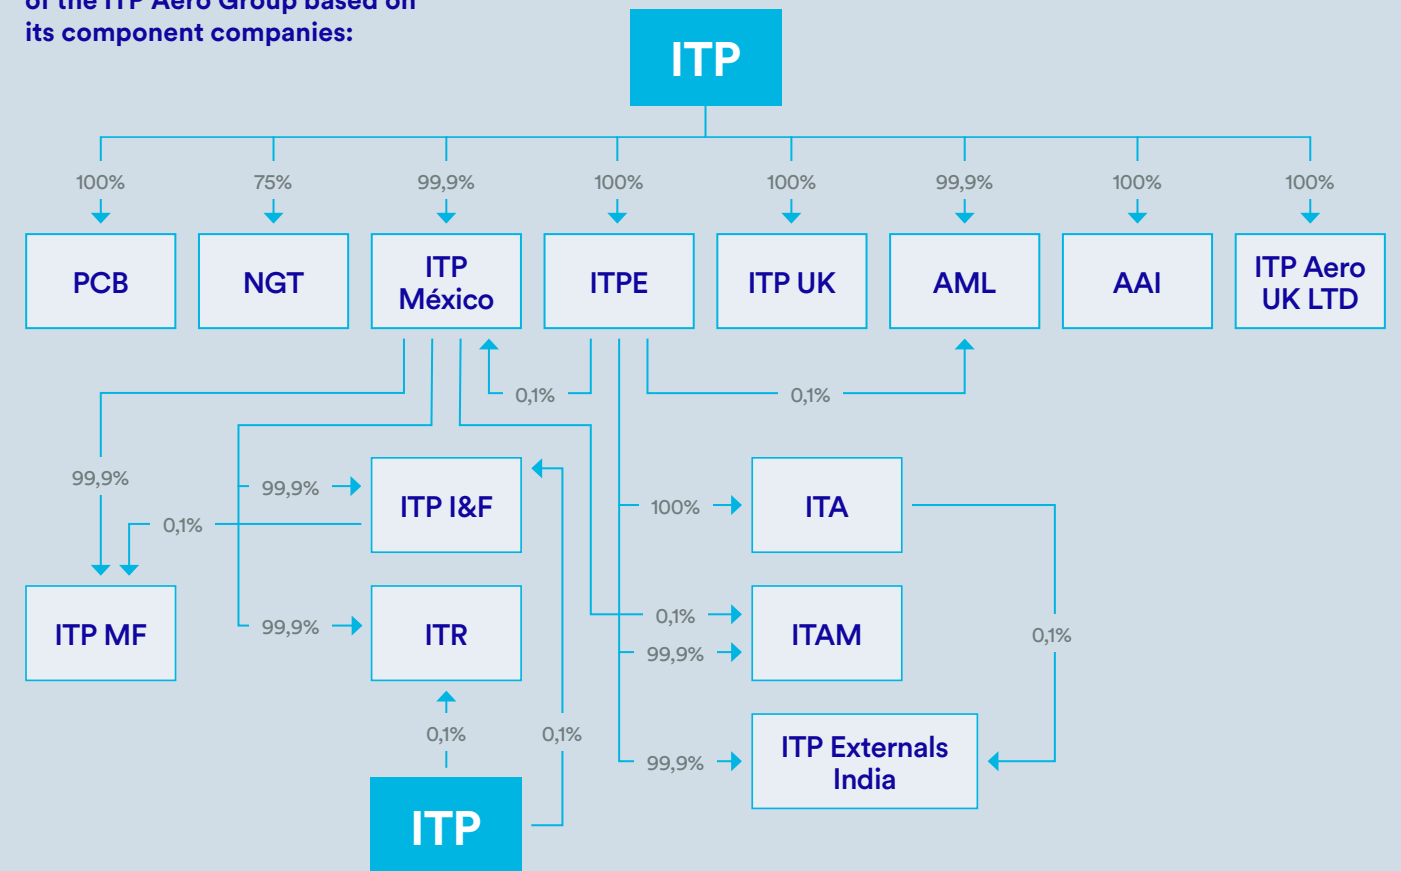 of the ITP Aero Group based on
its component companies:
ITP
100%
75%
99,9%
100%
100%
99,9%
100%
100%
PCB
NGT
ITP
México
ITPE
ITP UK
AML
AAI
ITP Aero
UK LTD
0,1%
0,1%
99,9%
99,9%
ITP I&F
100%
ITA
0,1%
ITP MF
99,9%
ITR
0,1%
99,9%
ITAM
0,1%
0,1%
0,1%
99,9%
ITP Externals
India
ITP